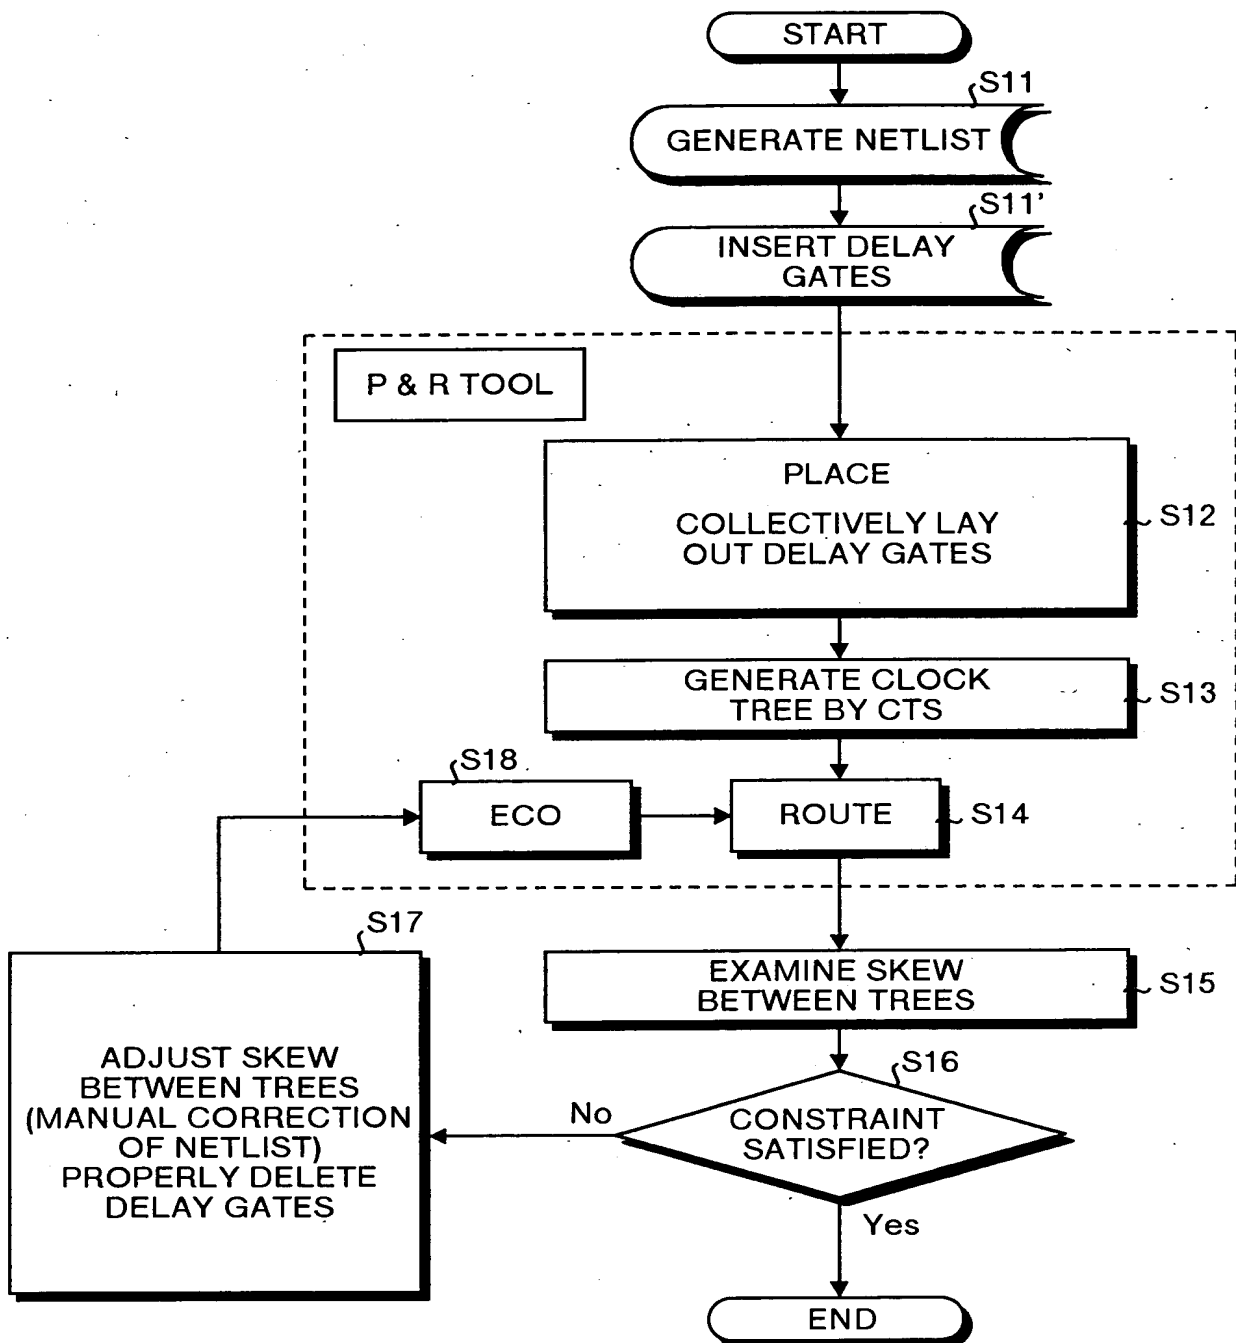 START
S11
GENERATE NETLIST
S11'
INSERT DELAY
GATES
P & R TOOL
PLACE
COLLECTIVELY LAY
OUT DELAY GATES
S12
GENERATE CLOCK
TREE BY CTS
S13
S18
ECO
ROUTE
S14
S17
EXAMINE SKEW
BETWEEN TREES
S15
ADJUST SKEW
BETWEEN TREES
(MANUAL CORRECTION
OF NETLIST)
PROPERLY DELETE
DELAY GATES
S16
No
CONSTRAINT
SATISFIED?
Yes
END